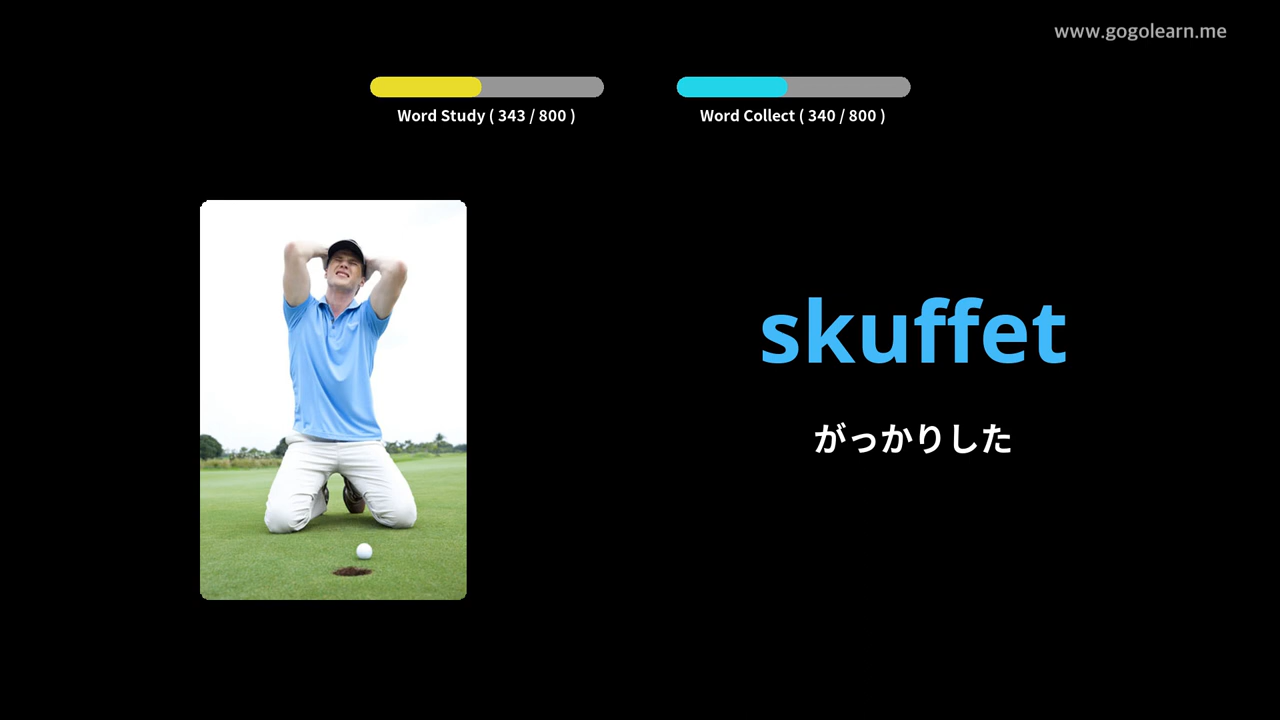 www.gogolearn.me
Word Study ( 343 / 800 )
Word Collect ( 340 / 800 )
skuffet
がっかりした